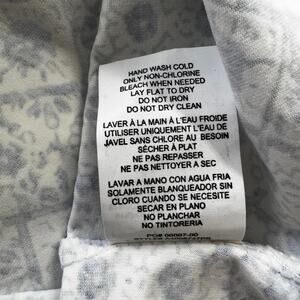 HAND WASH COLD
ONLY NON-CHLORINE
BLEACH WHEN NEEDED
LAY FLAT TO DRY
DO NOT IRON
DO NOT DRY CLEAN
LAVER À LA MAIN À L'EAU FROIDE
UTILISER UNIQUEMENT L'EAU DE
JAVEL SANS CHLORE AU BESOIN
SÉCHER À PLAT
NE PAS REPASSER
NE PAS NETTOYER A SEC
LAVAR A MANO CON AGUA FRIA
SOLAMENTE BLANQUEADOR SIN
CLORO CUANDO SE NECESITE
SECAR EN PLANO
NO PLANCHAR
NO TINTORERIA
PO# 00007-00